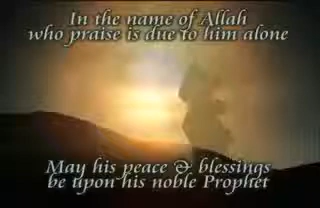 In the name of Allah
who praise is due to him alone
May his peace & blessings
be upon his noble Prophet